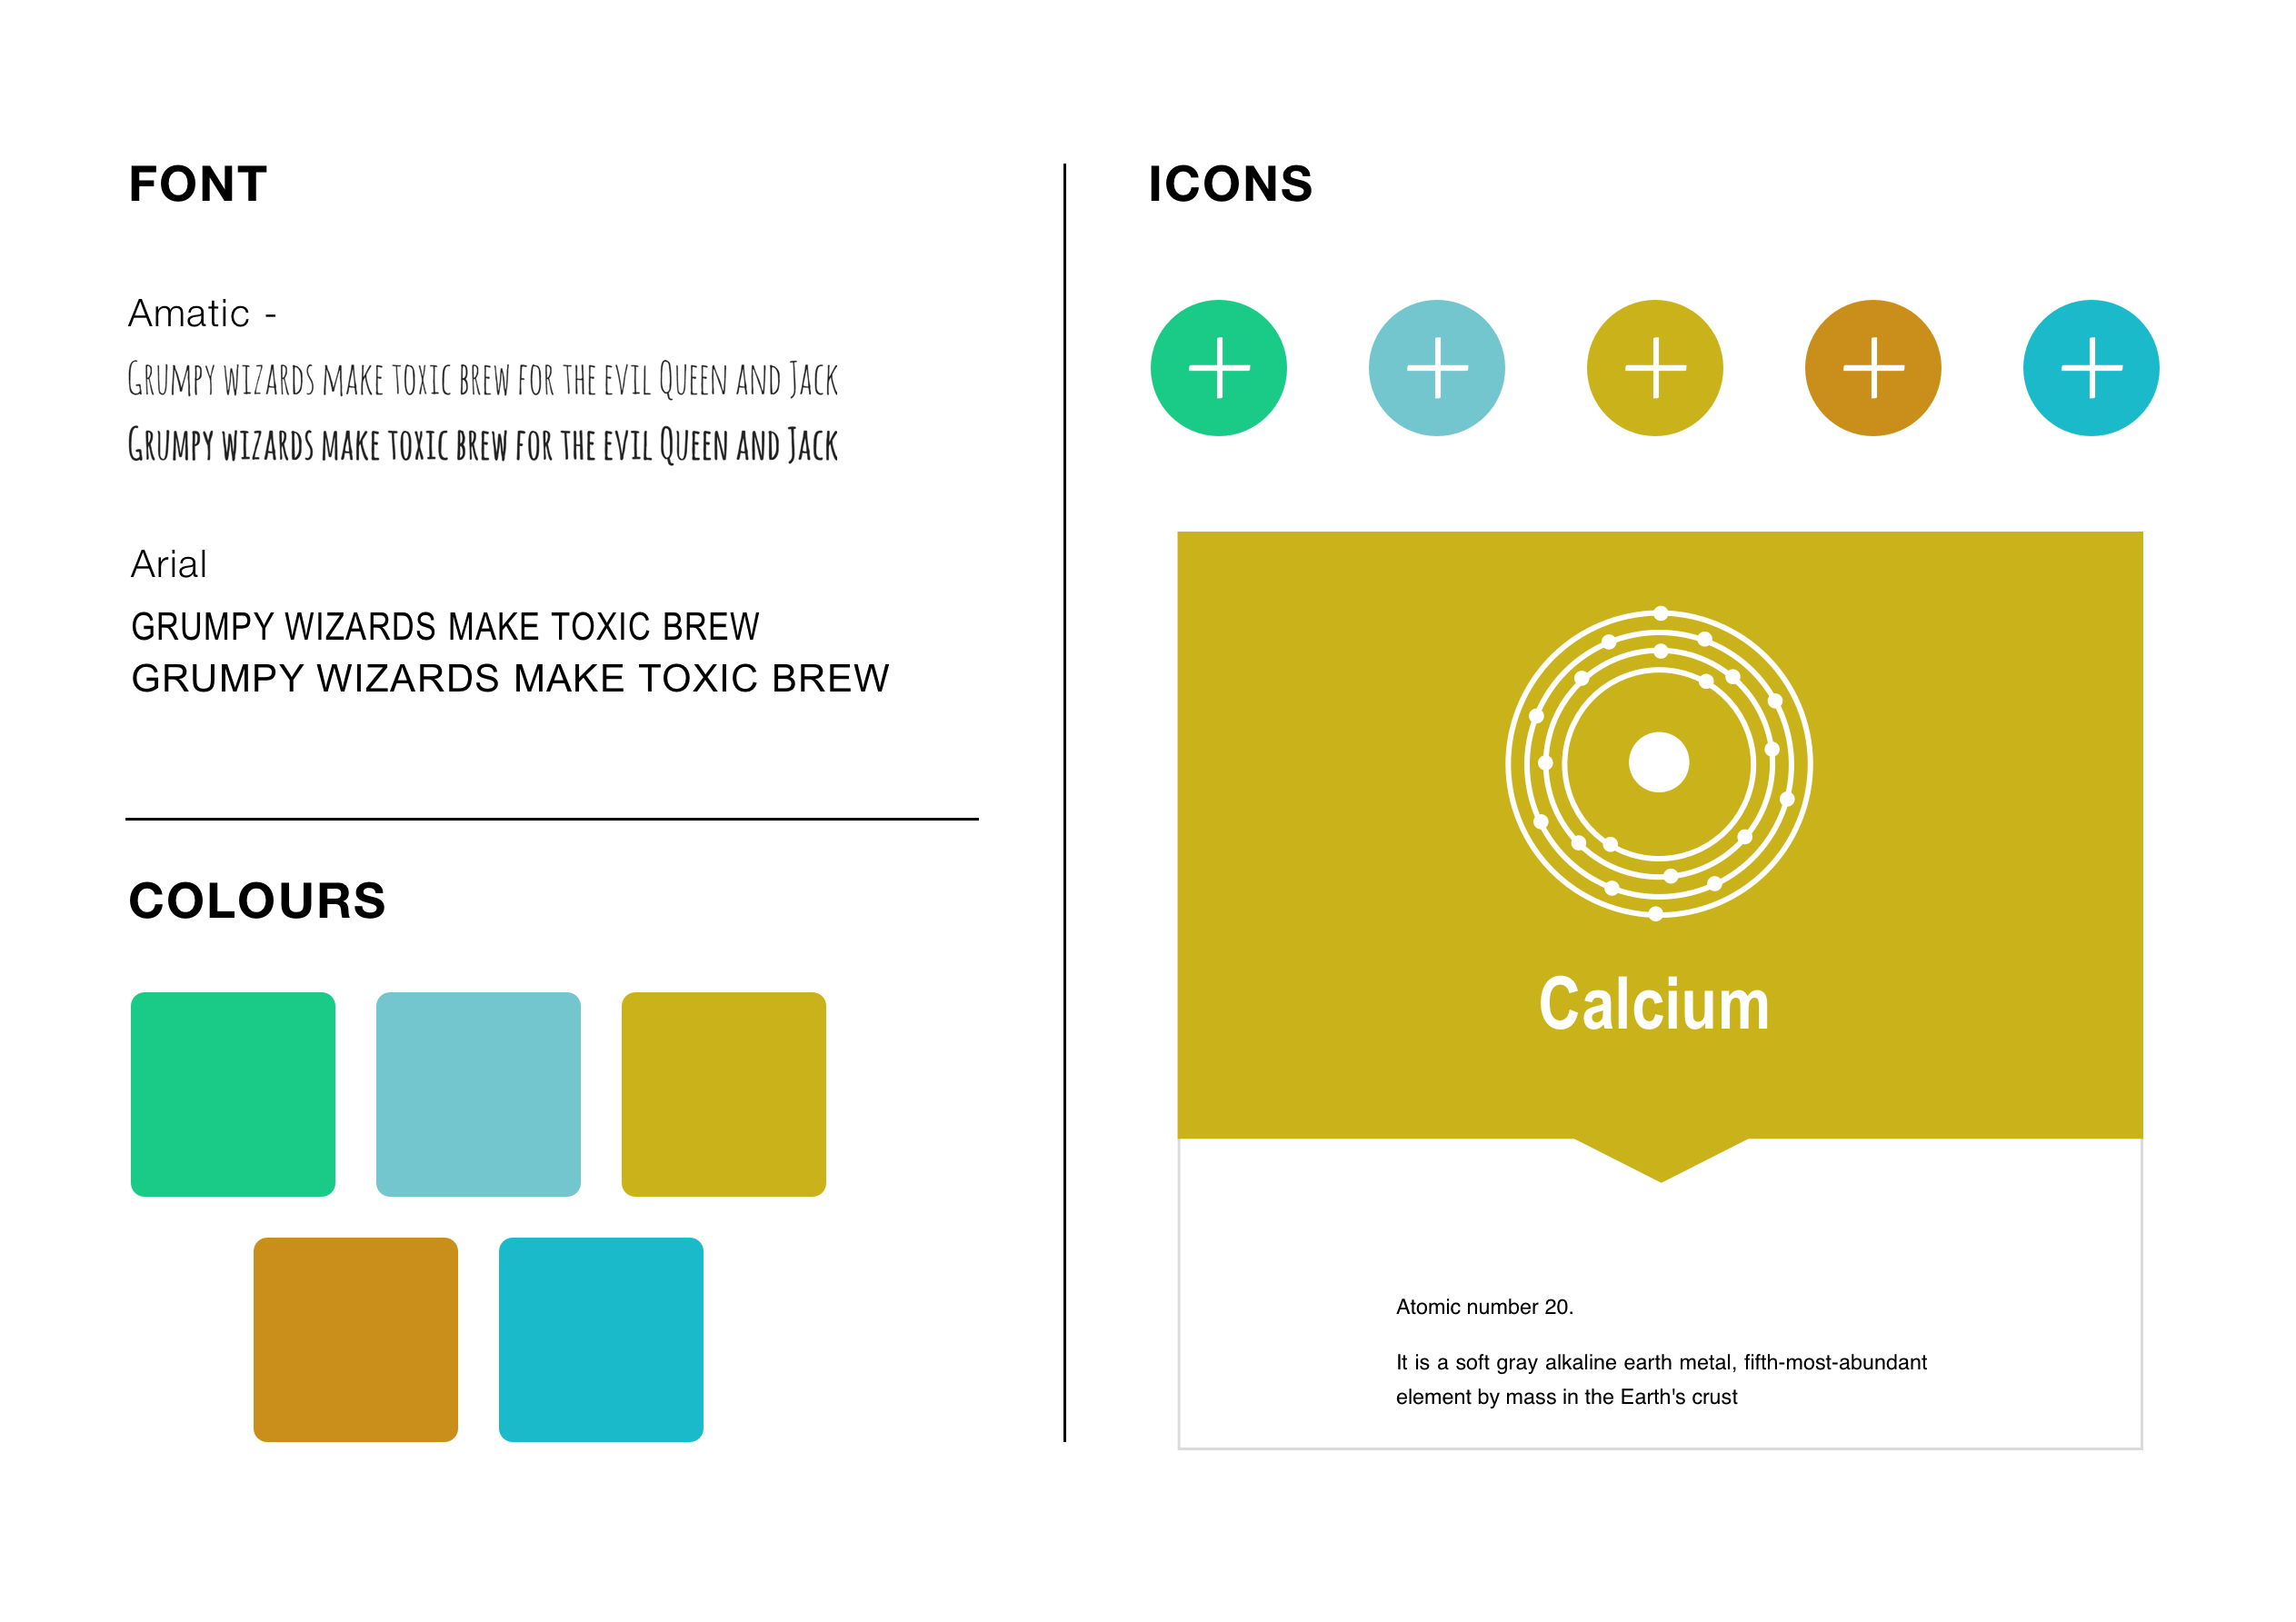 FONT
Amatic -
Grumpy wizards make toxic brew for the evil Queen and Jack
Grumpy wizards make toxic brew for the evil Queen and Jack
Arial
GRUMPY WIZARDS MAKE TOXIC BREW
GRUMPY WIZARDS MAKE TOXIC BREW
COLOURS
ICONS
Calcium
Atomic number 20.
It is a soft gray alkaline earth metal, fifth-most-abundant
element by mass in the Earth's crust